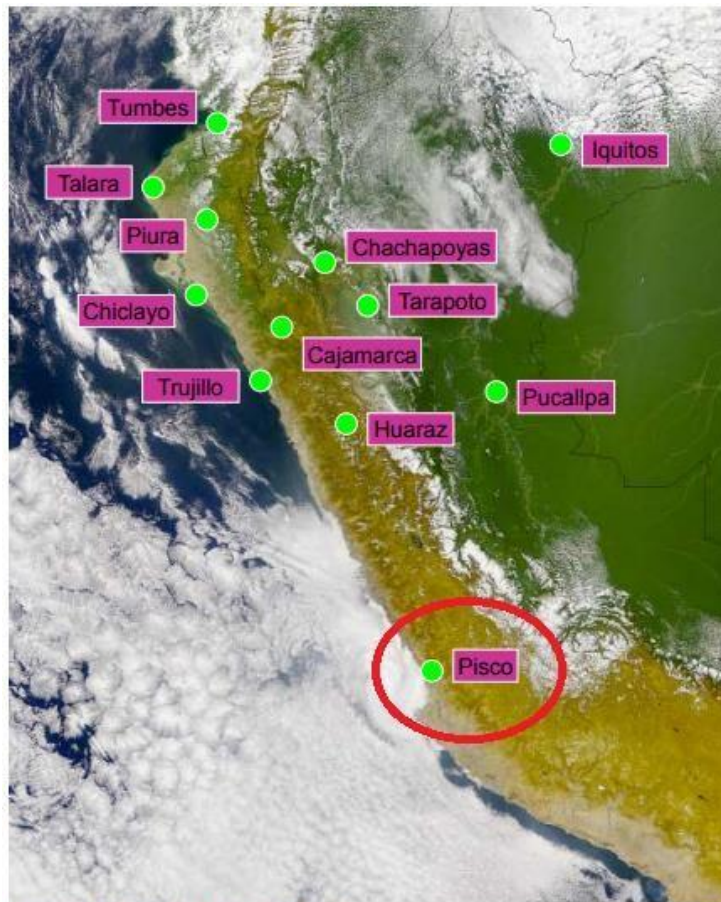 Tumbes
Iquitos
Talara
Piura
Chachapoyas
Chiclayo
Tarapoto
Cajamarca
Trujillo
Pucallpa
Huaraz
Pisco